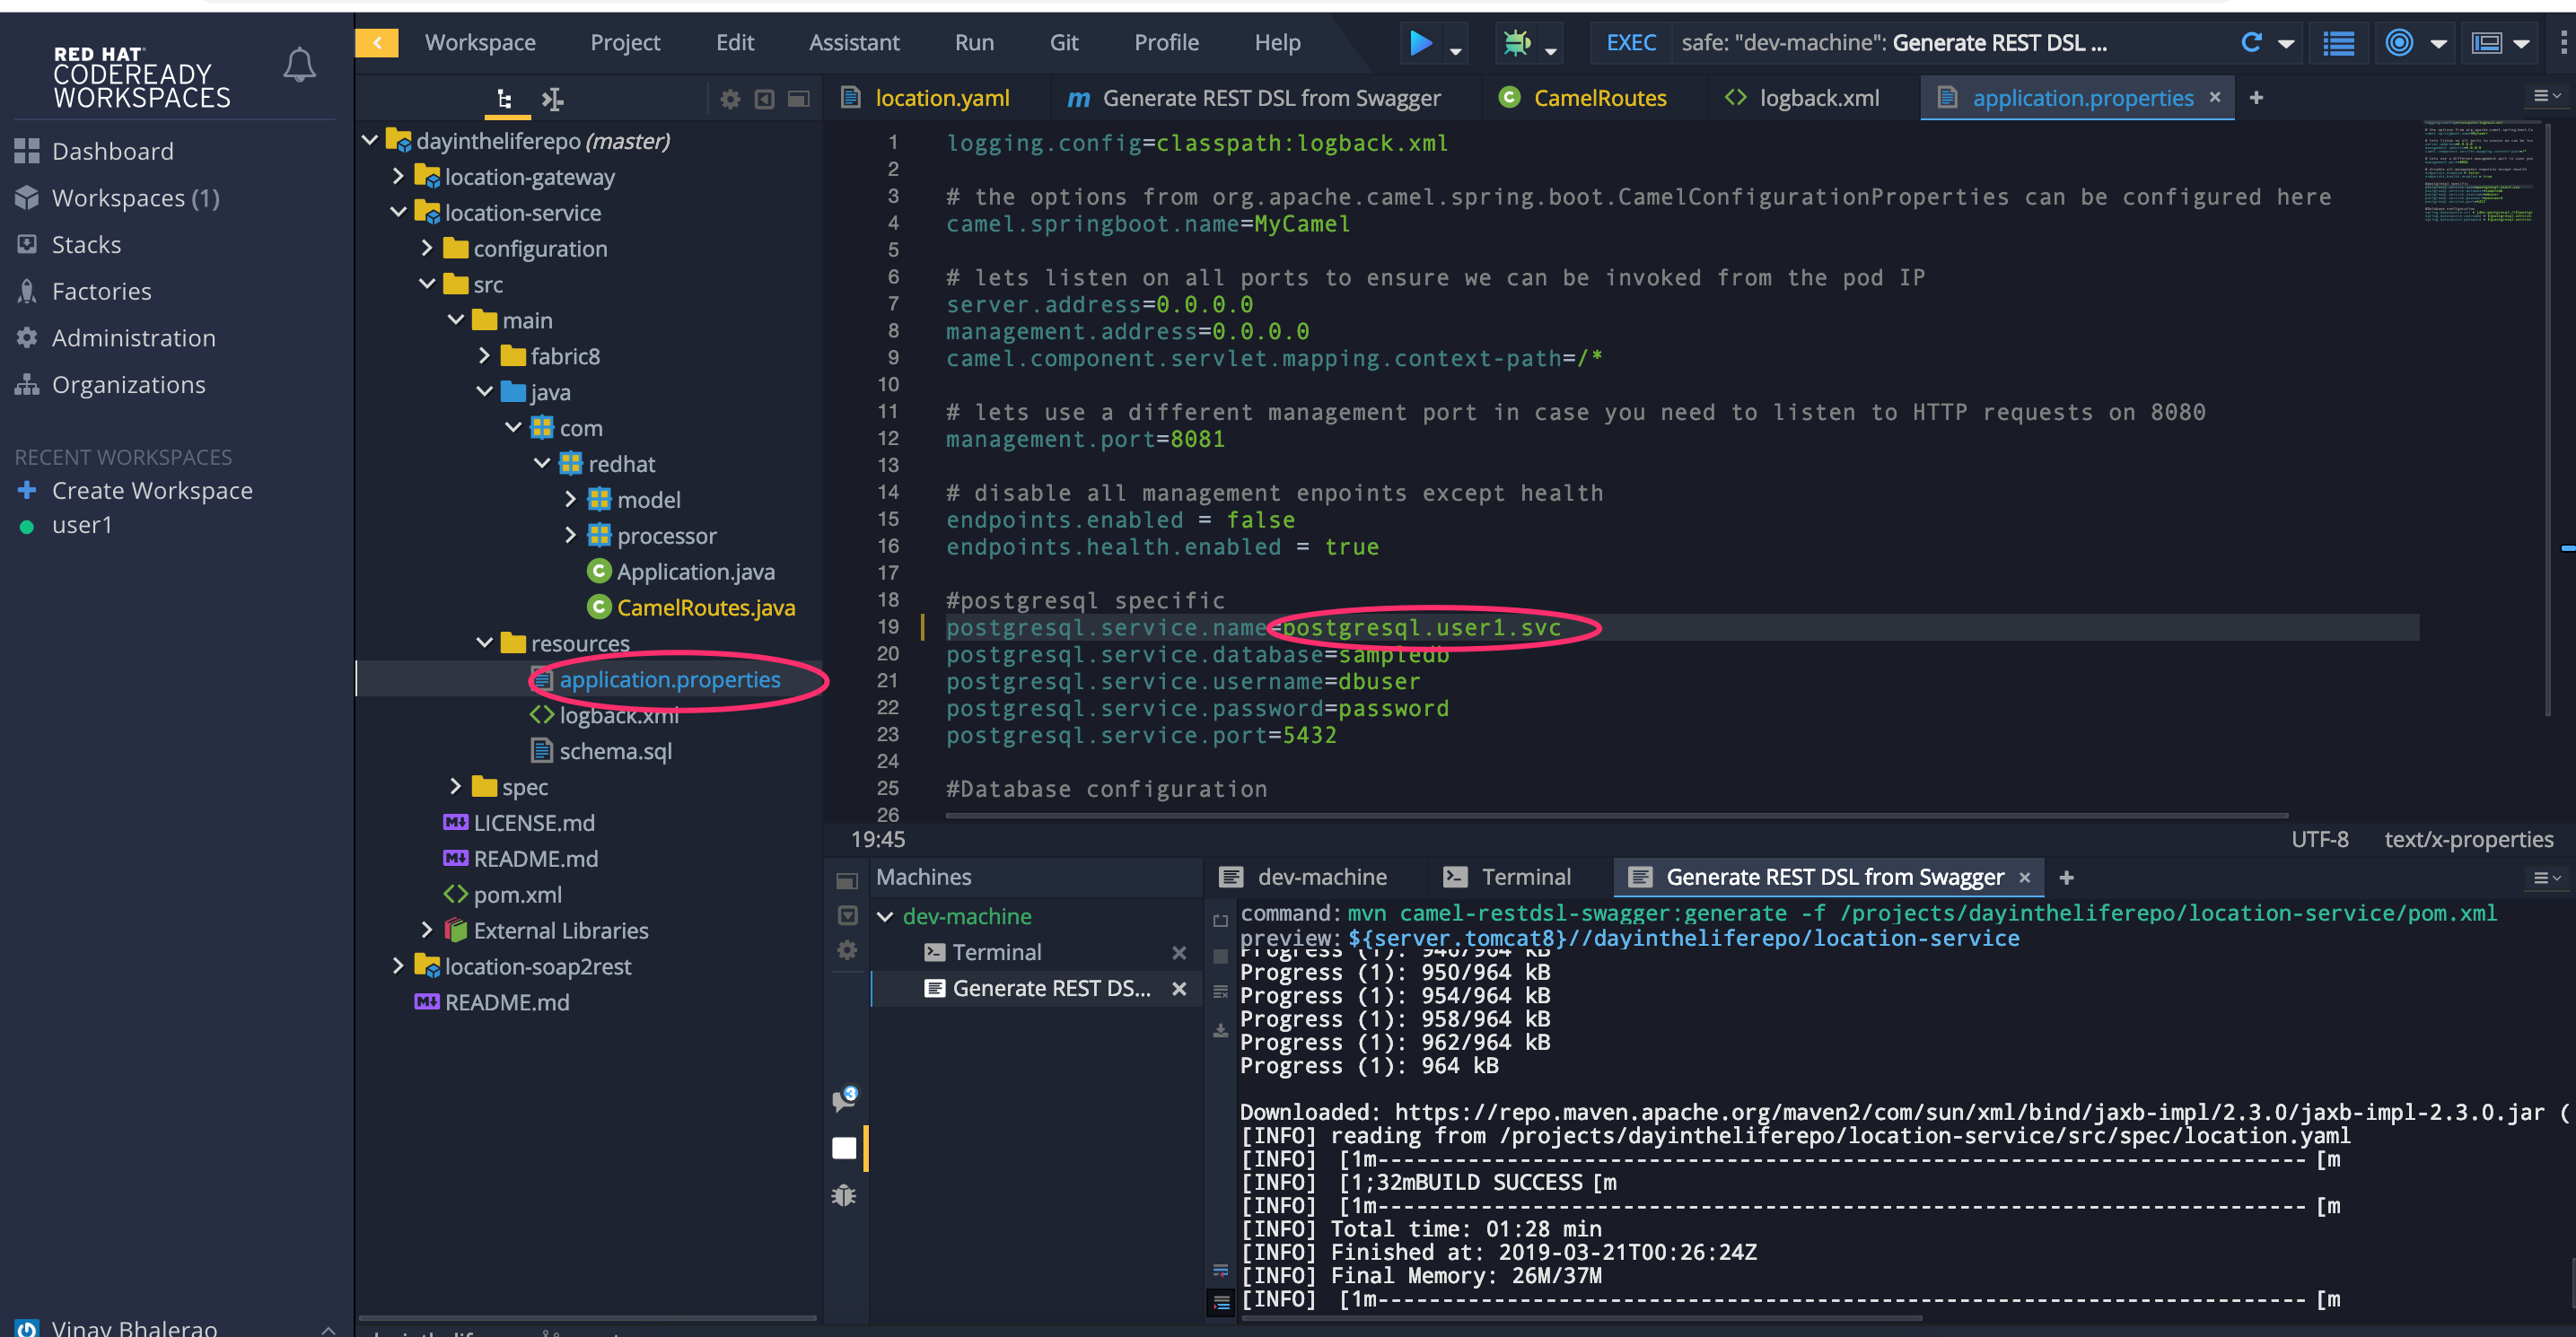 RED HAT
CODEREADY
WORKSPACES
Dashboard
Workspaces (1)
Stacks
Factories
Administration
Organizations
RECENT WORKSPACES
Create Workspace
user1
Vinay Bhalerao
Workspace Project Edit Assistant Run Git Profile Help
EXEC safe: "dev-machine": Generate REST DSL ...
dayintheliferepo (master)
location-gateway
location-service
configuration
src
main
fabric8
java
com
redhat
model
processor
Application.java
CamelRoutes.java
resources
application.properties
logback.xml
schema.sql
spec
LICENSE.md
README.md
pom.xml
External Libraries
location-soap2rest
README.md
location.yaml Generate REST DSL from Swagger CamelRoutes logback.xml application.properties
1 logging.config=classpath:logback.xml
2
3 # the options from org.apache.camel.spring.boot.CamelConfigurationProperties can be configured here
4 camel.springboot.name=MyCamel
5
6 # lets listen on all ports to ensure we can be invoked from the pod IP
7 server.address=0.0.0.0
8 management.address=0.0.0.0
9 camel.component.servlet.mapping.context-path=/*
10
11 # lets use a different management port in case you need to listen to HTTP requests on 8080
12 management.port=8081
13
14 # disable all management enpoints except health
15 endpoints.enabled = false
16 endpoints.health.enabled = true
17
18 #postgresql specific
19 postgresql.service.name=postgresql.user1.svc
20 postgresql.service.database=sampledb
21 postgresql.service.username=dbuser
22 postgresql.service.password=password
23 postgresql.service.port=5432
24
25 #Database configuration
26
19:45 UTF-8 text/x-properties
Machines
dev-machine
Terminal
Generate REST DS...
3
dev-machine Terminal Generate REST DSL from Swagger
command: mvn camel-restdsl-swagger:generate -f /projects/dayintheliferepo/location-service/pom.xml
preview: ${server.tomcat8}//dayintheliferepo/location-service
Progress (1): 946/964 kB
Progress (1): 950/964 kB
Progress (1): 954/964 kB
Progress (1): 958/964 kB
Progress (1): 962/964 kB
Progress (1): 964 kB
Downloaded: https://repo.maven.apache.org/maven2/com/sun/xml/bind/jaxb-impl/2.3.0/jaxb-impl-2.3.0.jar (
[INFO] reading from /projects/dayintheliferepo/location-service/src/spec/location.yaml
[INFO] [1m------------------------------------------------------------------------ [m
[INFO] [1;32mBUILD SUCCESS [m
[INFO] [1m------------------------------------------------------------------------ [m
[INFO] Total time: 01:28 min
[INFO] Finished at: 2019-03-21T00:26:24Z
[INFO] Final Memory: 26M/37M
[INFO] [1m------------------------------------------------------------------------ [m